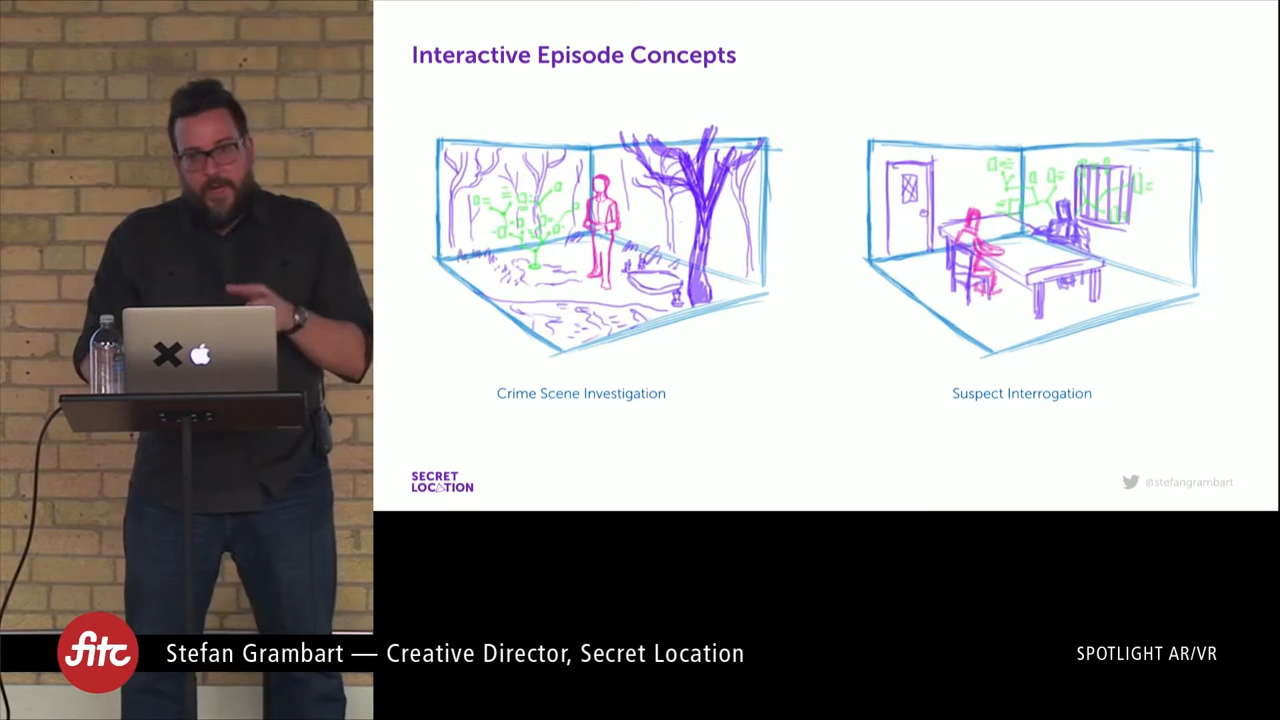 Interactive Episode Concepts
Crime Scene Investigation
Suspect Interrogation
SECRET
LOCATION
@stefangrambart
fitc
Stefan Grambart — Creative Director, Secret Location
SPOTLIGHT AR/VR